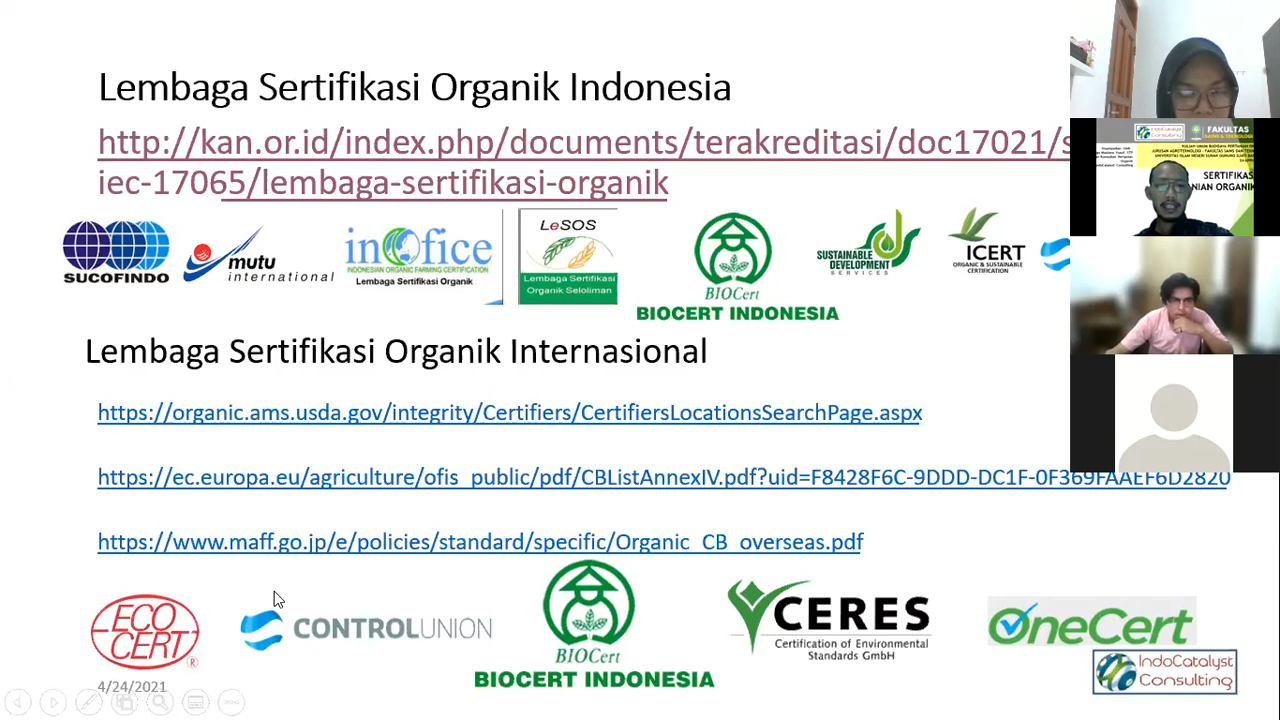 Lembaga Sertifikasi Organik Indonesia
http://kan.or.id/index.php/documents/terakreditasi/doc17021/s
iec-17065/lembaga-sertifikasi-organik
SUCOFINDO
mutu
international
inofice
INDONESIAN ORGANIC FARMING CERTIFICATION
Lembaga Sertifikasi Organik
LeSOS
Lembaga Sertifikasi
Organik Seloliman
BIOCert
BIOCERT INDONESIA
SUSTAINABLE
DEVELOPMENT
SERVICES
ICERT
ORGANIC & SUSTAINABLE
CERTIFICATION
IndoCatalyst
Consulting
FAKULTAS
SERTIFIKAS
NIAN ORGANIK
Lembaga Sertifikasi Organik Internasional
https://organic.ams.usda.gov/integrity/Certifiers/CertifiersLocationsSearchPage.aspx
https://ec.europa.eu/agriculture/ofis_public/pdf/CBListAnnexIV.pdf?uid=F8428F6C-9DDD-DC1F-0F369FAAEF6D2820
https://www.maff.go.jp/e/policies/standard/specific/Organic_CB_overseas.pdf
ECO
CERT
®
CONTROLUNION
BIOCert
BIOCERT INDONESIA
CERES
Certification of Environmental
Standards GmbH
OneCert
IndoCatalyst
Consulting
4/24/2021